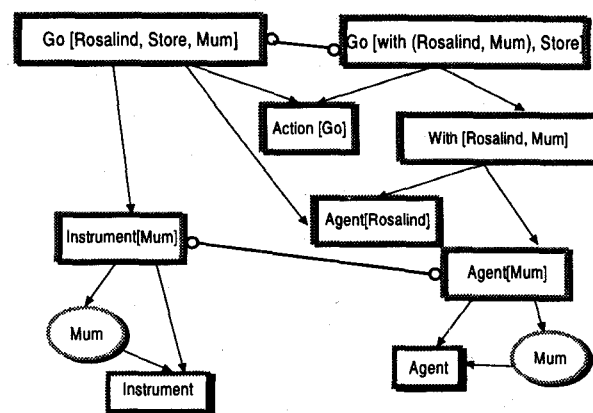 Go [Rosalind, Store, Mum]
Go [with (Rosalind, Mum), Store]
Action [Go]
With [Rosalind, Mum]
Agent[Rosalind]
Instrument[Mum]
Agent[Mum]
Mum
Mum
Agent
Instrument